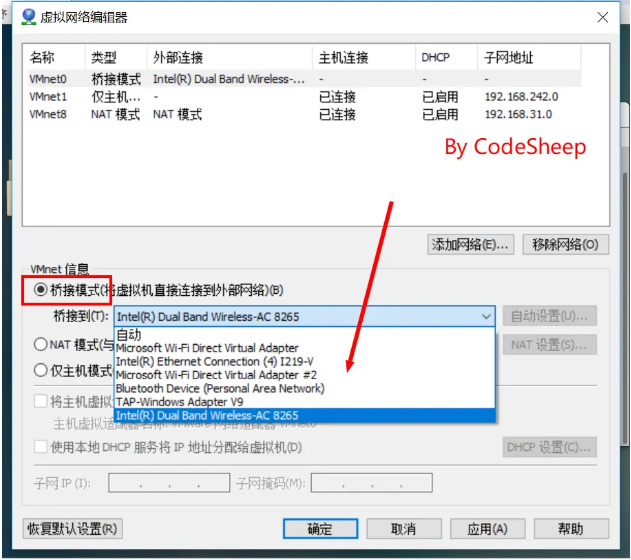 虚拟网络编辑器
名称 类型 外部连接 主机连接 DHCP 子网地址
VMnet0 桥接模式 Intel(R) Dual Band Wireless-... - - -
VMnet1 仅主机... - 已连接 已启用 192.168.242.0
VMnet8 NAT 模式 NAT 模式 已连接 已启用 192.168.31.0
By CodeSheep
添加网络(E)... 移除网络(O)
VMnet 信息
桥接模式(将虚拟机直接连接到外部网络)(B)
桥接到(T): Intel(R) Dual Band Wireless-AC 8265 自动设置(U)...
自动
Microsoft Wi-Fi Direct Virtual Adapter
NAT 模式(与 NAT 设置(S)...
Intel(R) Ethernet Connection (4) I219-V
Microsoft Wi-Fi Direct Virtual Adapter #2
仅主机模式
Bluetooth Device (Personal Area Network)
TAP-Windows Adapter V9
将主机虚拟
Intel(R) Dual Band Wireless-AC 8265
主机虚拟适配器名称: VMware 网络适配器 VMnet0
使用本地 DHCP 服务将 IP 地址分配给虚拟机(D) DHCP 设置(C)...
子网 IP (I): . . . 子网掩码(M): . . .
恢复默认设置(R) 确定 取消 应用(A) 帮助